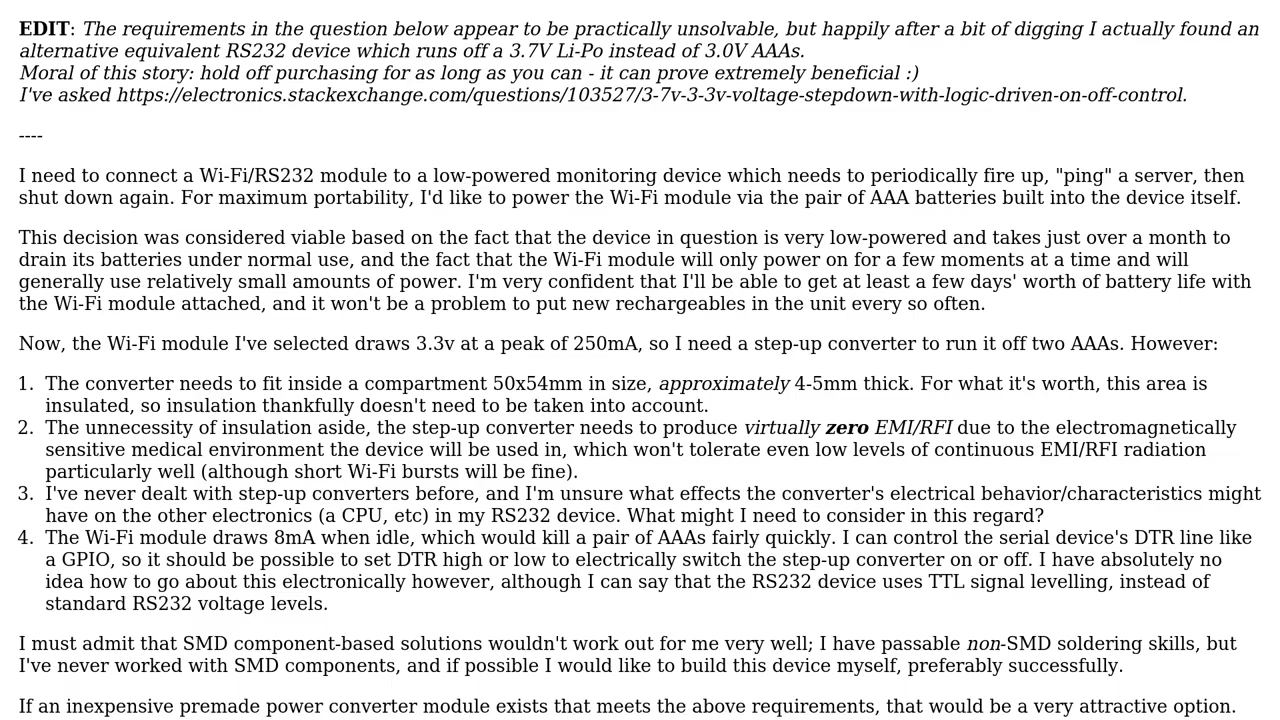 EDIT: The requirements in the question below appear to be practically unsolvable, but happily after a bit of digging I actually found an
alternative equivalent RS232 device which runs off a 3.7V Li-Po instead of 3.0V AAAs.
Moral of this story: hold off purchasing for as long as you can - it can prove extremely beneficial :)
I've asked https://electronics.stackexchange.com/questions/103527/3-7v-3-3v-voltage-stepdown-with-logic-driven-on-off-control.
----
I need to connect a Wi-Fi/RS232 module to a low-powered monitoring device which needs to periodically fire up, "ping" a server, then
shut down again. For maximum portability, I'd like to power the Wi-Fi module via the pair of AAA batteries built into the device itself.
This decision was considered viable based on the fact that the device in question is very low-powered and takes just over a month to
drain its batteries under normal use, and the fact that the Wi-Fi module will only power on for a few moments at a time and will
generally use relatively small amounts of power. I'm very confident that I'll be able to get at least a few days' worth of battery life with
the Wi-Fi module attached, and it won't be a problem to put new rechargeables in the unit every so often.
Now, the Wi-Fi module I've selected draws 3.3v at a peak of 250mA, so I need a step-up converter to run it off two AAAs. However:
1. The converter needs to fit inside a compartment 50x54mm in size, approximately 4-5mm thick. For what it's worth, this area is
insulated, so insulation thankfully doesn't need to be taken into account.
2. The unnecessity of insulation aside, the step-up converter needs to produce virtually zero EMI/RFI due to the electromagnetically
sensitive medical environment the device will be used in, which won't tolerate even low levels of continuous EMI/RFI radiation
particularly well (although short Wi-Fi bursts will be fine).
3. I've never dealt with step-up converters before, and I'm unsure what effects the converter's electrical behavior/characteristics might
have on the other electronics (a CPU, etc) in my RS232 device. What might I need to consider in this regard?
4. The Wi-Fi module draws 8mA when idle, which would kill a pair of AAAs fairly quickly. I can control the serial device's DTR line like
a GPIO, so it should be possible to set DTR high or low to electrically switch the step-up converter on or off. I have absolutely no
idea how to go about this electronically however, although I can say that the RS232 device uses TTL signal levelling, instead of
standard RS232 voltage levels.
I must admit that SMD component-based solutions wouldn't work out for me very well; I have passable non-SMD soldering skills, but
I've never worked with SMD components, and if possible I would like to build this device myself, preferably successfully.
If an inexpensive premade power converter module exists that meets the above requirements, that would be a very attractive option.